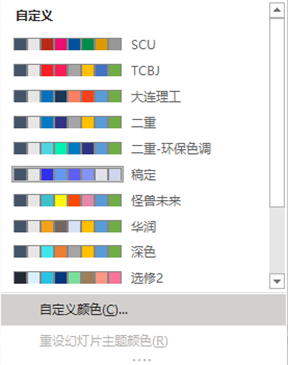 自定义
SCU
TCBJ
大连理工
二重
二重-环保色调
稿定
怪兽未来
华润
深色
选修2
自定义颜色(C)...
重设幻灯片主题颜色(R)